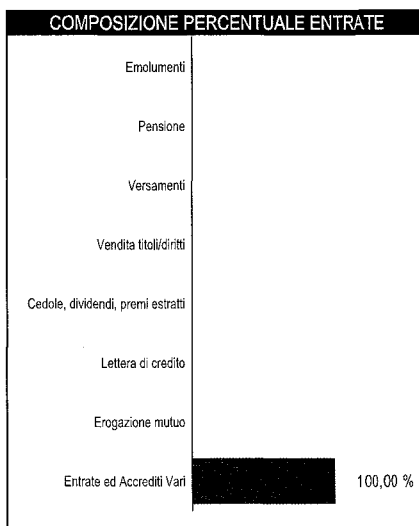 COMPOSIZIONE PERCENTUALE ENTRATE
Emolumenti
Pensione
Versamenti
Vendita titoli/diritti
Cedole, dividendi, premi estratti
Lettera di credito
Erogazione mutuo
Entrate ed Accrediti Vari 100,00 %